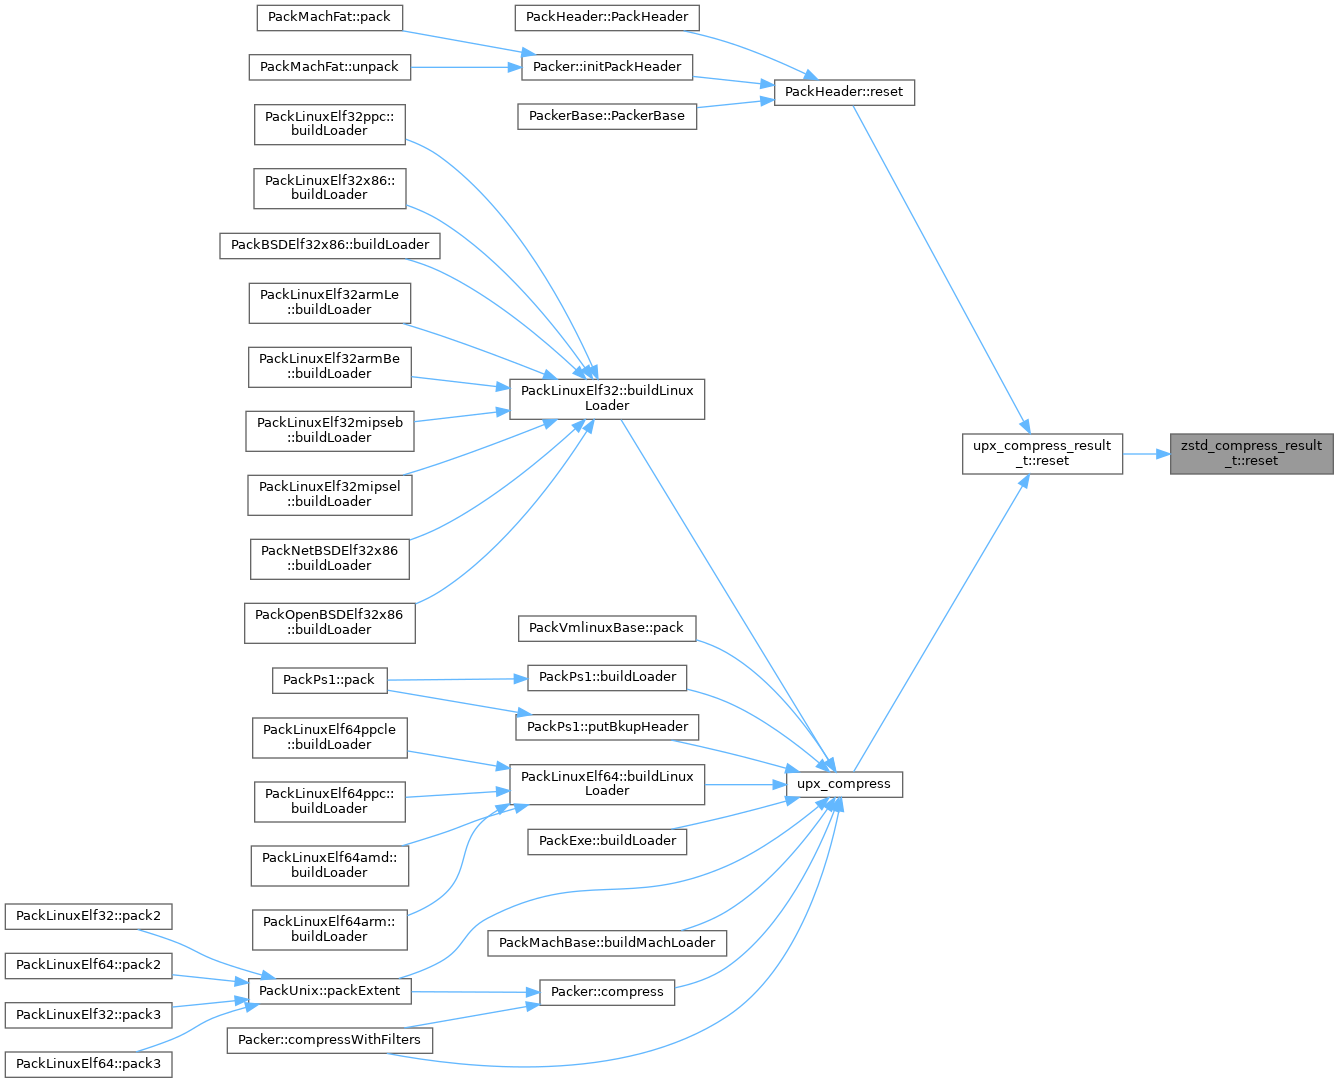 PackMachFat::pack
PackHeader::PackHeader
PackMachFat::unpack
Packer::initPackHeader
PackHeader::reset
PackerBase::PackerBase
PackLinuxElf32ppc::
buildLoader
PackLinuxElf32x86::
buildLoader
PackBSDElf32x86::buildLoader
PackLinuxElf32armLe
::buildLoader
PackLinuxElf32armBe
::buildLoader
PackLinuxElf32::buildLinux
Loader
PackLinuxElf32mipseb
::buildLoader
upx_compress_result
_t::reset
zstd_compress_result
_t::reset
PackLinuxElf32mipsel
::buildLoader
PackNetBSDElf32x86
::buildLoader
PackOpenBSDElf32x86
::buildLoader
PackVmlinuxBase::pack
PackPs1::pack
PackPs1::buildLoader
PackPs1::putBkupHeader
PackLinuxElf64ppcle
::buildLoader
PackLinuxElf64::buildLinux
Loader
upx_compress
PackLinuxElf64ppc::
buildLoader
PackExe::buildLoader
PackLinuxElf64amd::
buildLoader
PackLinuxElf64arm::
buildLoader
PackLinuxElf32::pack2
PackMachBase::buildMachLoader
PackLinuxElf64::pack2
PackUnix::packExtent
Packer::compress
PackLinuxElf32::pack3
Packer::compressWithFilters
PackLinuxElf64::pack3